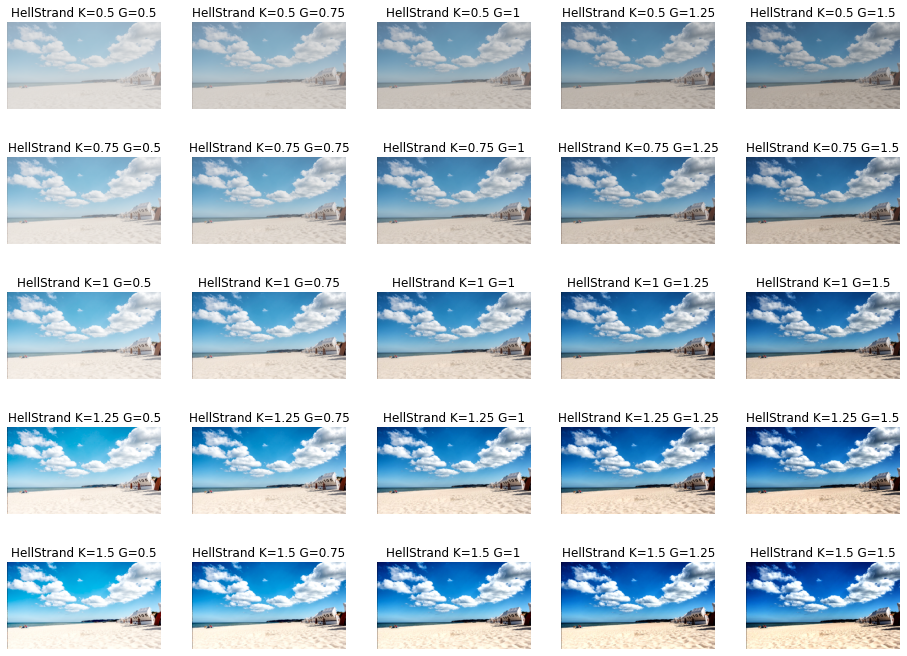 HellStrand K=0.5 G=0.5
HellStrand K=0.5 G=0.75
HellStrand K=0.5 G=1
HellStrand K=0.5 G=1.25
HellStrand K=0.5 G=1.5
HellStrand K=0.75 G=0.5
HellStrand K=0.75 G=0.75
HellStrand K=0.75 G=1
HellStrand K=0.75 G=1.25
HellStrand K=0.75 G=1.5
HellStrand K=1 G=0.5
HellStrand K=1 G=0.75
HellStrand K=1 G=1
HellStrand K=1 G=1.25
HellStrand K=1 G=1.5
HellStrand K=1.25 G=0.5
HellStrand K=1.25 G=0.75
HellStrand K=1.25 G=1
HellStrand K=1.25 G=1.25
HellStrand K=1.25 G=1.5
HellStrand K=1.5 G=0.5
HellStrand K=1.5 G=0.75
HellStrand K=1.5 G=1
HellStrand K=1.5 G=1.25
HellStrand K=1.5 G=1.5